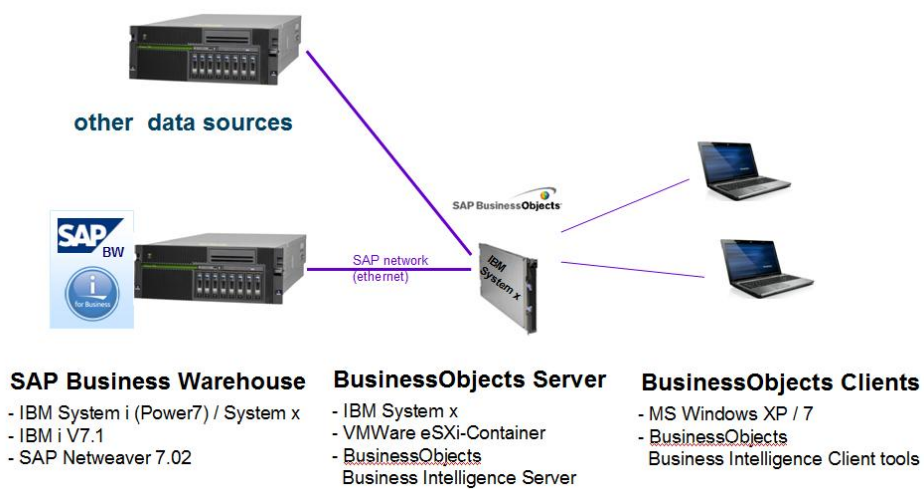 other data sources
SAP BusinessObjects
SAP
BW
i
for Business
SAP network
(ethernet)
IBM
System x
SAP Business Warehouse
- IBM System i (Power7) / System x
- IBM i V7.1
- SAP Netweaver 7.02
BusinessObjects Server
- IBM System x
- VMWare eSXi-Container
- BusinessObjects
Business Intelligence Server
BusinessObjects Clients
- MS Windows XP / 7
- BusinessObjects
Business Intelligence Client tools